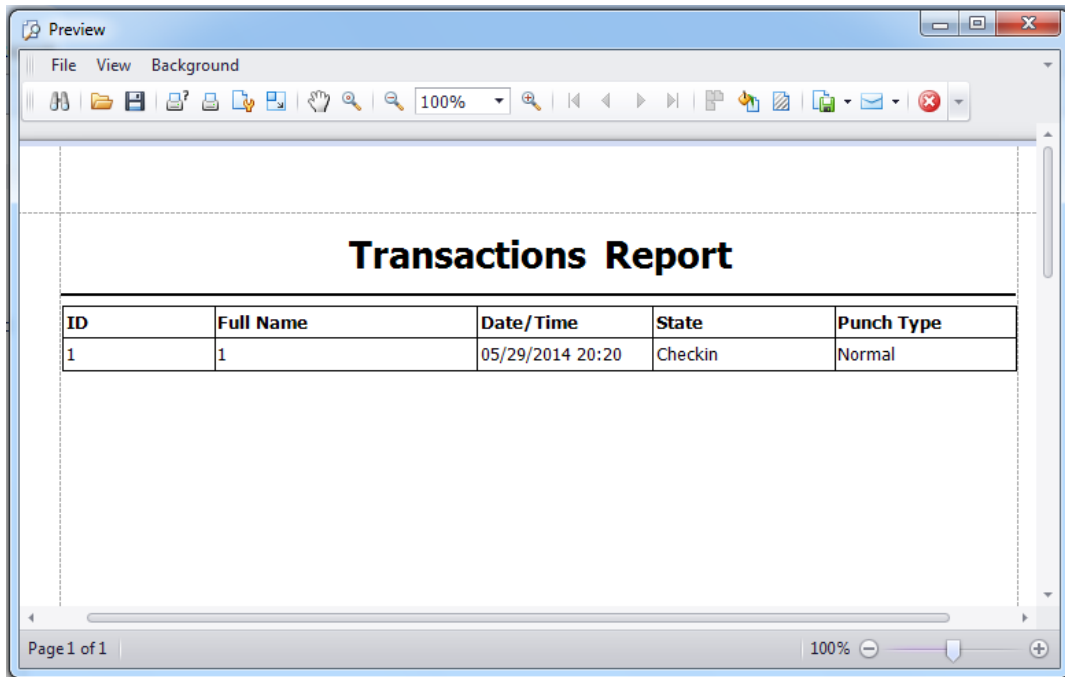 Preview
File View Background
100%
Transactions Report
ID Full Name Date/Time State Punch Type
1 1 05/29/2014 20:20 Checkin Normal
Page 1 of 1 100%